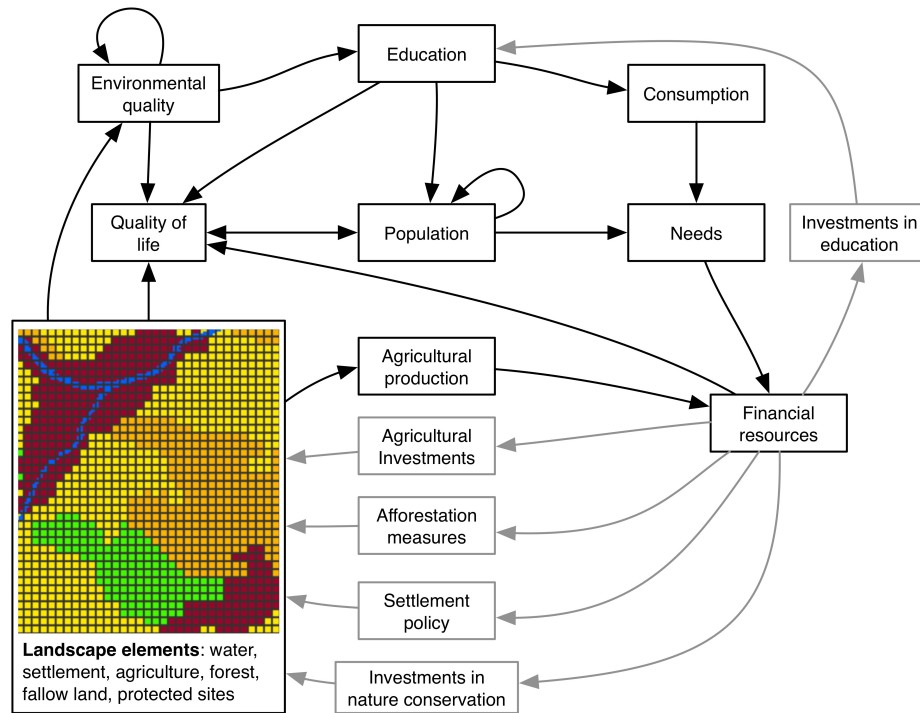 Education
Environmental
quality
Consumption
Quality of
life
Population
Needs
Investments in
education
Agricultural
production
Financial
resources
Agricultural
Investments
Afforestation
measures
Settlement
policy
Landscape elements: water,
settlement, agriculture, forest,
fallow land, protected sites
Investments in
nature conservation